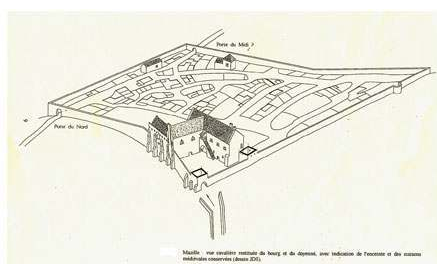 Porte du Midi ?
Porte du Nord
Mazille : vue cavalière restituée du bourg et du doyenné, avec indication de l'enceinte et des maisons
médiévales conservées (dessin JDS).